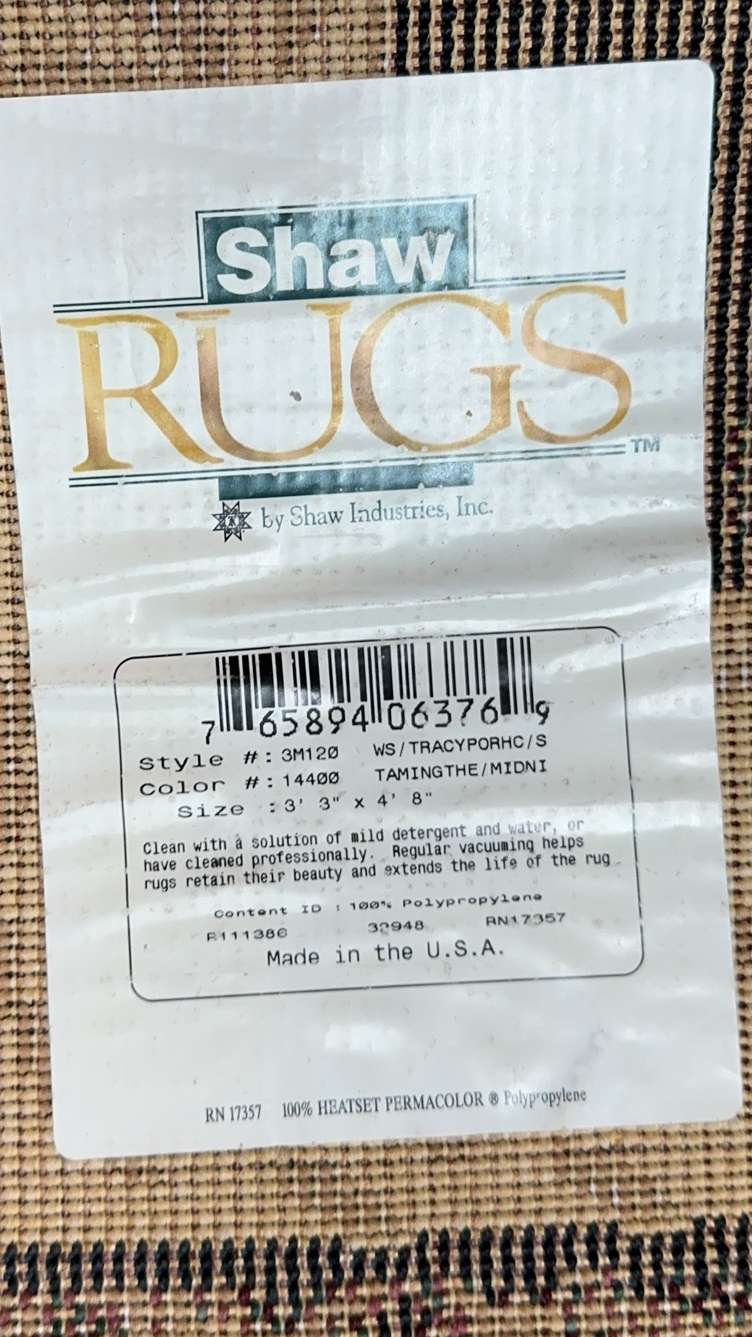 Shaw
RUGS™
by Shaw Industries, Inc.
7 65894 06376 9
Style #: 3M120 WS/TRACYPORHC/S
Color #: 14400 TAMINGTHE/MIDNI
Size : 3' 3" x 4' 8"
Clean with a solution of mild detergent and water, or
have cleaned professionally. Regular vacuuming helps
rugs retain their beauty and extends the life of the rug.
Content ID : 100% Polypropylene
R111386 32948 RN17357
Made in the U.S.A.
RN 17357 100% HEATSET PERMACOLOR ® Polypropylene